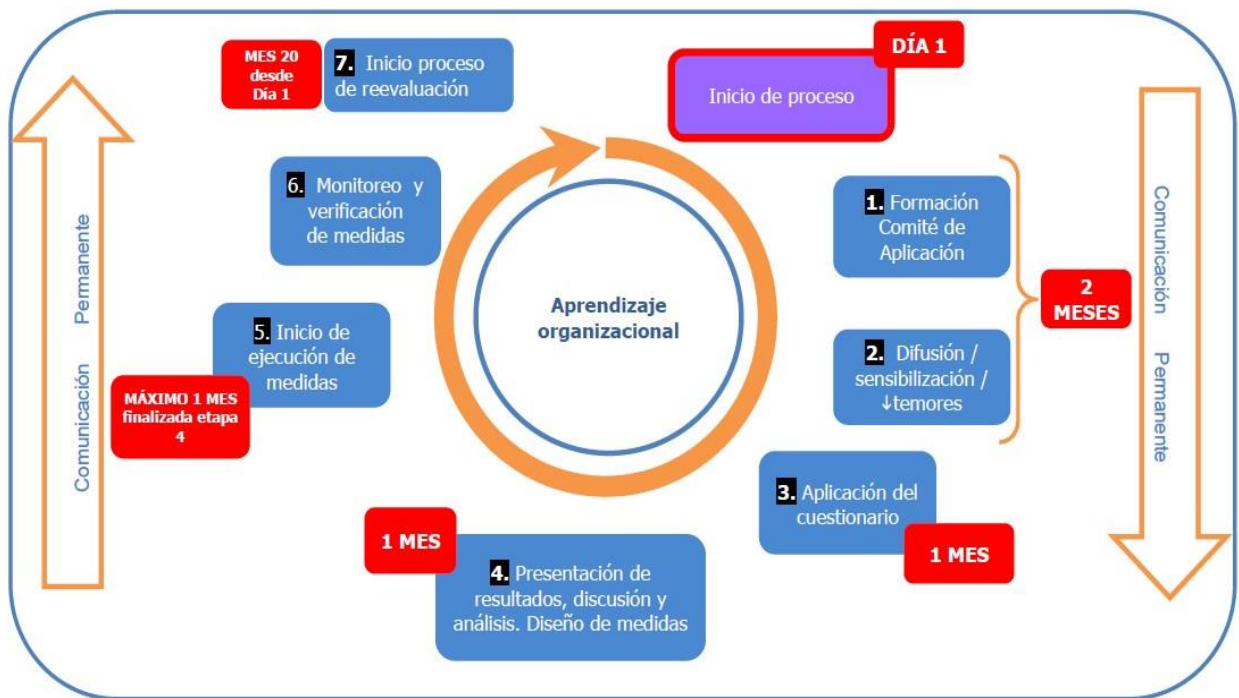 DÍA 1
Inicio de proceso
1. Formación
Comité de
Aplicación
2. Difusión /
sensibilización /
↓temores
2
MESES
3. Aplicación del
cuestionario
1 MES
4. Presentación de
resultados, discusión y
análisis. Diseño de medidas
1 MES
5. Inicio de
ejecución de
medidas
MÁXIMO 1 MES
finalizada etapa
4
6. Monitoreo y
verificación
de medidas
7. Inicio proceso
de reevaluación
MES 20
desde
Día 1
Aprendizaje
organizacional
Comunicación Permanente
Comunicación Permanente